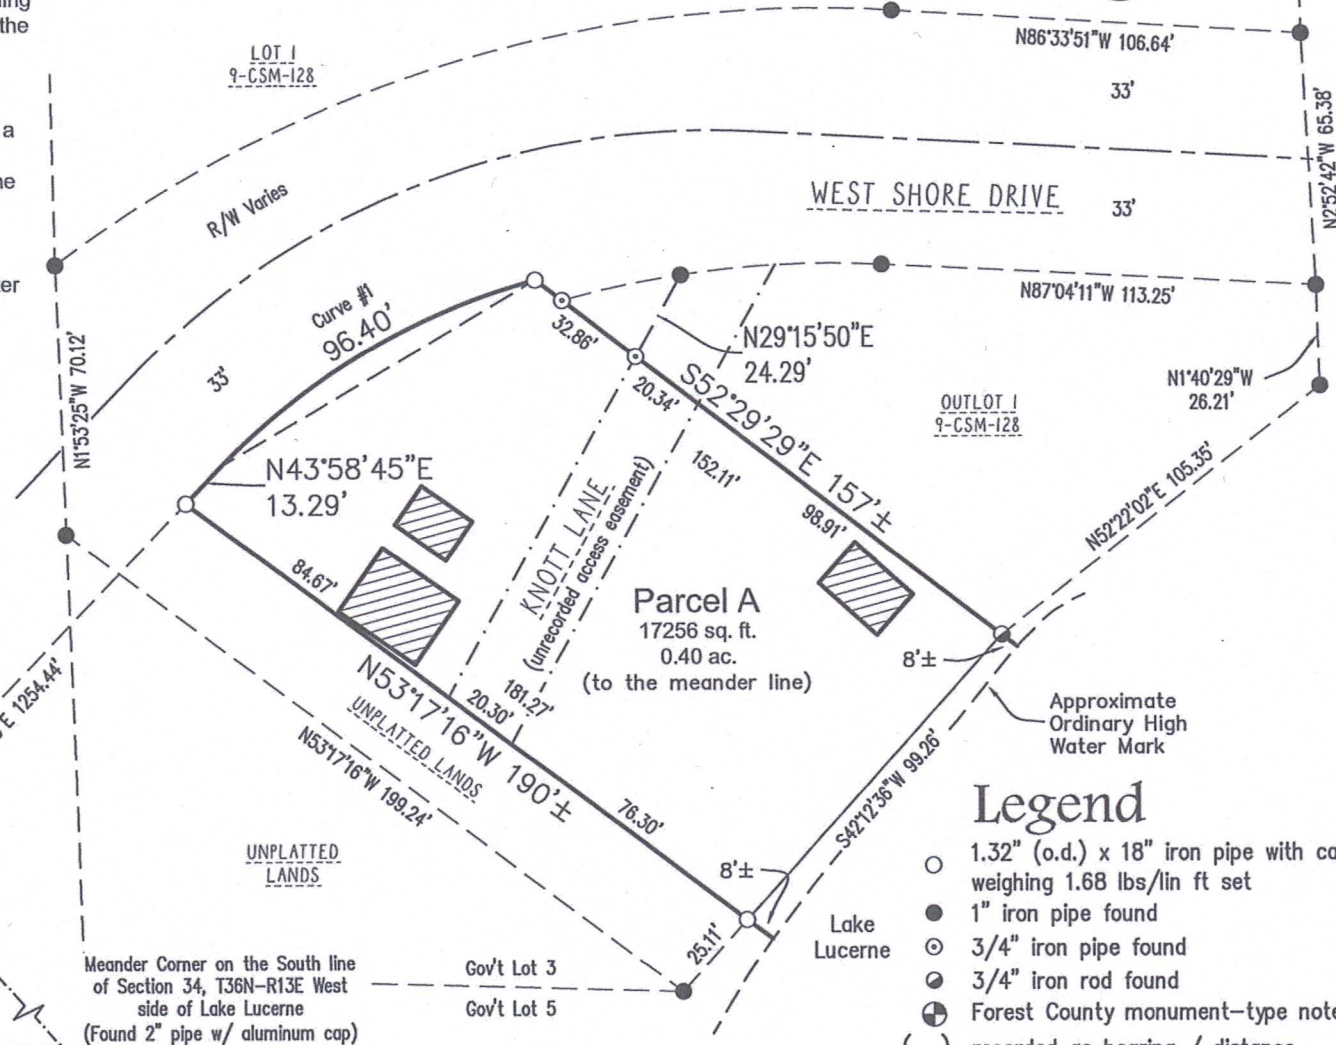 the
a
LOT 1
9-CSM-128
N86°33'51"W 106.64'
33'
N2°52'42"W 65.38'
R/W Varies
WEST SHORE DRIVE
33'
Curve #1
96.40'
33'
N1°53'25"W 70.12'
N87°04'11"W 113.25'
32.86'
N29°15'50"E
24.29'
20.34'
S52°29'29"E 157'±
152.11'
98.91'
OUTLOT 1
9-CSM-128
N1°40'29"W
26.21'
N52°22'02"E 105.35'
N43°58'45"E
13.29'
84.67'
KNOTT LANE
(unrecorded access easement)
Parcel A
17256 sq. ft.
0.40 ac.
(to the meander line)
8'±
Approximate
Ordinary High
Water Mark
E 1254.44'
N53°17'16"W 190'±
20.30'
181.27'
UNPLATTED LANDS
N53°17'16"W 199.24'
76.30'
S42°12'36"W 99.26'
8'±
25.11'
UNPLATTED
LANDS
Lake
Lucerne
Meander Corner on the South line
of Section 34, T36N-R13E West
side of Lake Lucerne
(Found 2" pipe w/ aluminum cap)
Gov't Lot 3
Gov't Lot 5
Legend
1.32" (o.d.) x 18" iron pipe with ca
weighing 1.68 lbs/lin ft set
1" iron pipe found
3/4" iron pipe found
3/4" iron rod found
Forest County monument-type note